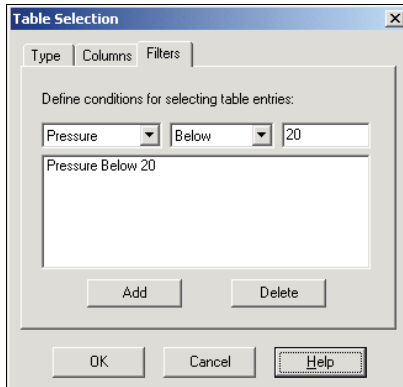 Table Selection
Type Columns Filters
Define conditions for selecting table entries:
Pressure Below 20
Pressure Below 20
Add Delete
OK Cancel Help